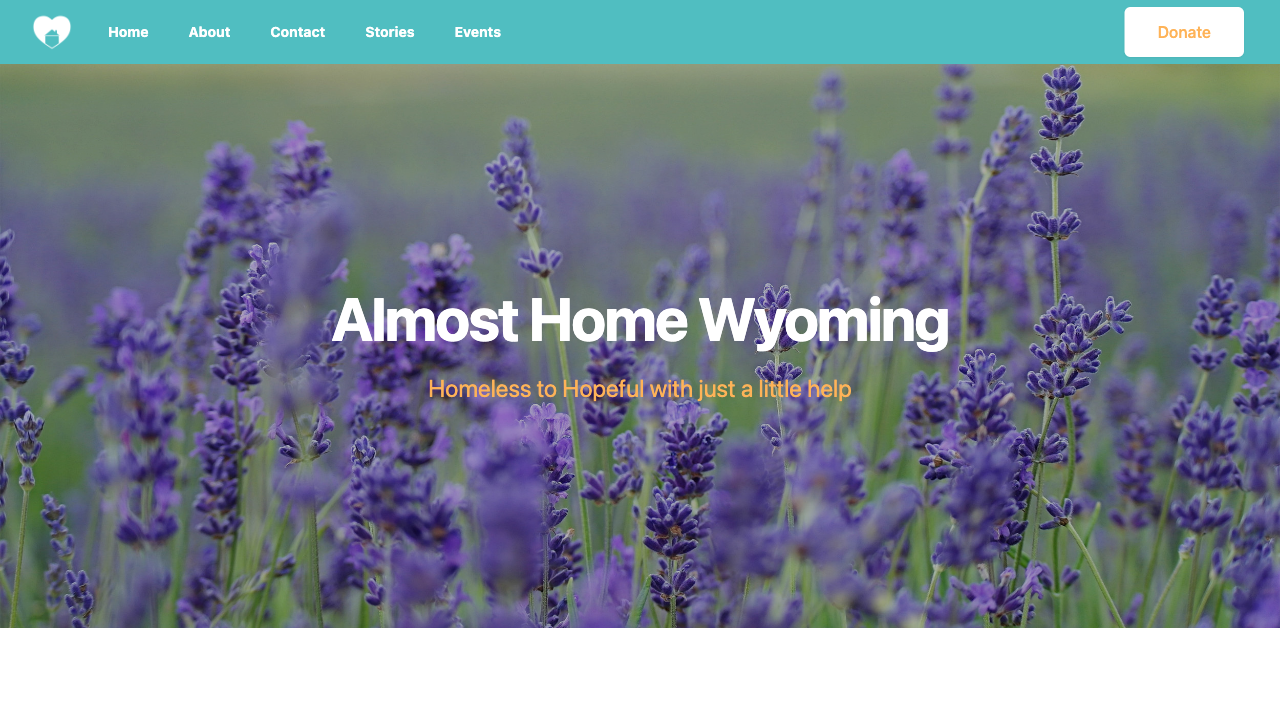 Home
About
Contact
Stories
Events
Donate
Almost Home Wyoming
Homeless to Hopeful with just a little help